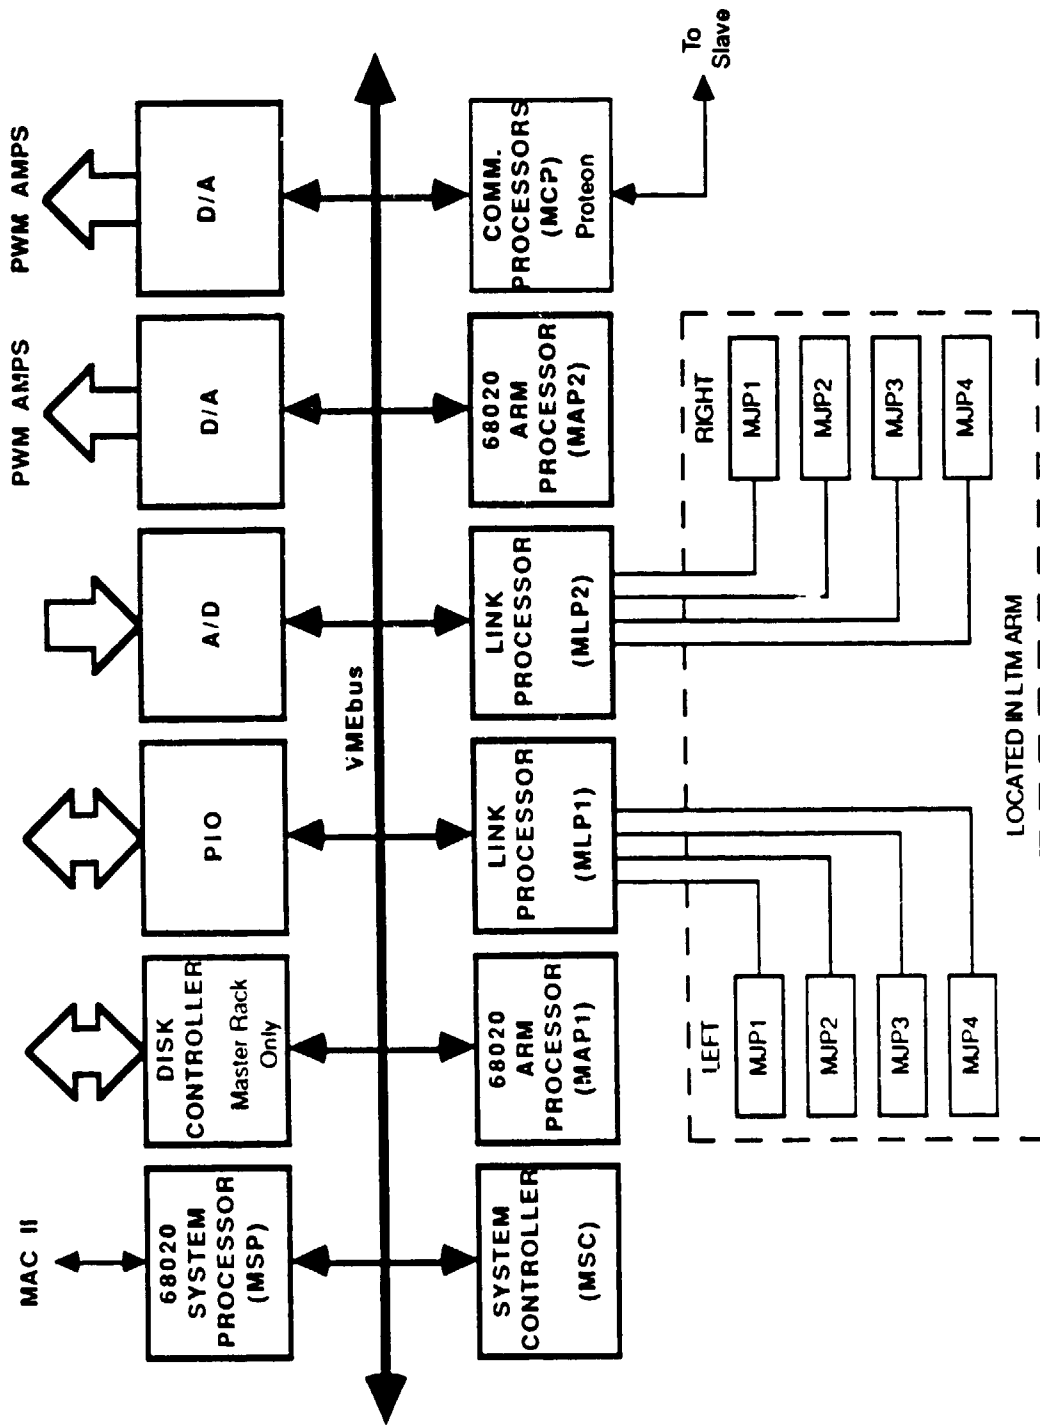 MAC II
PWM AMPS
PWM AMPS
68020
SYSTEM
PROCESSOR
(MSP)
DISK
CONTROLLER
Master Rack
Only
PIO
A/D
D/A
D/A
VMEbus
SYSTEM
CONTROLLER
(MSC)
68020
ARM
PROCESSOR
(MAP1)
LINK
PROCESSOR
(MLP1)
LINK
PROCESSOR
(MLP2)
68020
ARM
PROCESSOR
(MAP2)
COMM.
PROCESSORS
(MCP)
Proteon
To
Slave
LEFT
MJP1
MJP2
MJP3
MJP4
RIGHT
MJP1
MJP2
MJP3
MJP4
LOCATED IN LTM ARM